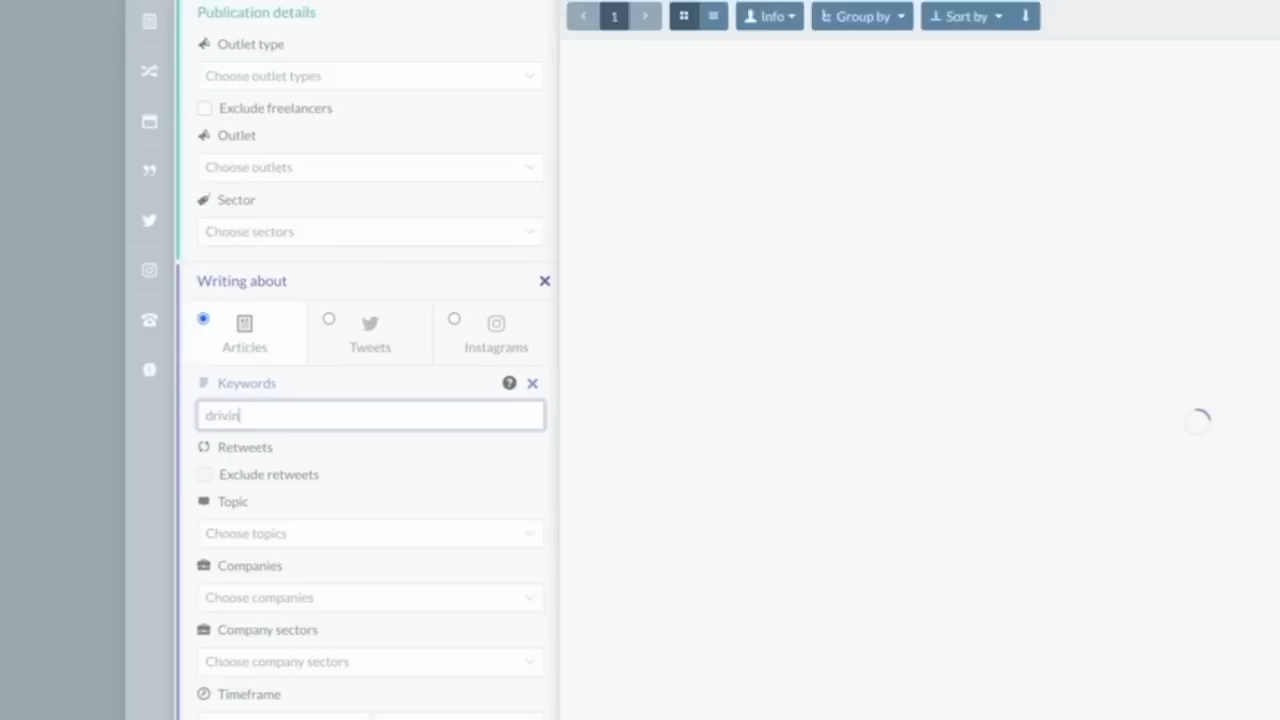 Publication details
Outlet type
Choose outlet types
Exclude freelancers
Outlet
Choose outlets
Sector
Choose sectors
Writing about
Articles
Tweets
Instagrams
Keywords
drivin
Retweets
Exclude retweets
Topic
Choose topics
Companies
Choose companies
Company sectors
Choose company sectors
Timeframe
1
Info
Group by
Sort by